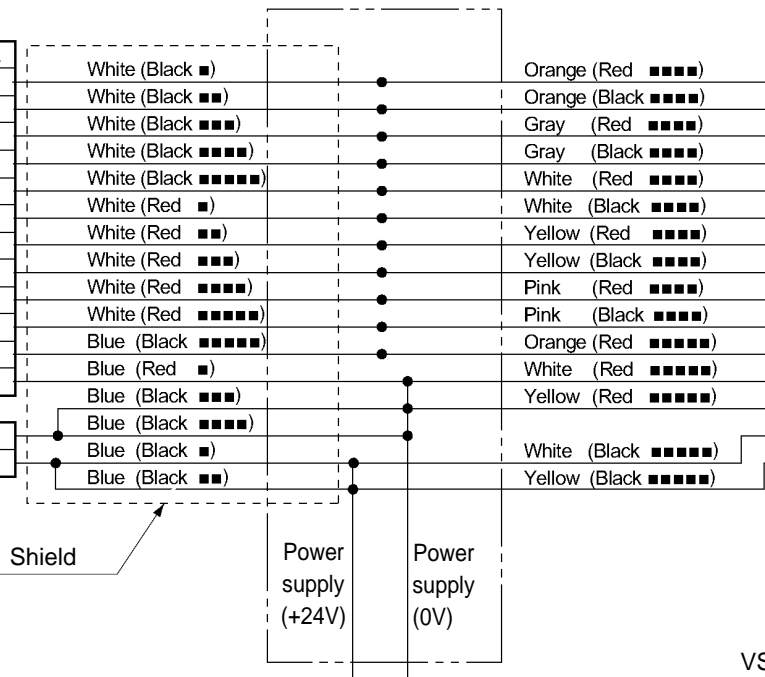 White (Black ■) Orange (Red ■■■■)
White (Black ■■) Orange (Black ■■■■)
White (Black ■■■) Gray (Red ■■■■)
White (Black ■■■■) Gray (Black ■■■■)
White (Black ■■■■■) White (Red ■■■■)
White (Red ■) White (Black ■■■■)
White (Red ■■) Yellow (Red ■■■■)
White (Red ■■■) Yellow (Black ■■■■)
White (Red ■■■■) Pink (Red ■■■■)
White (Red ■■■■■) Pink (Black ■■■■)
Blue (Black ■■■■■) Orange (Red ■■■■■)
Blue (Red ■) White (Red ■■■■■)
Blue (Black ■■■) Yellow (Red ■■■■■)
Blue (Black ■■■■)
Blue (Black ■) White (Black ■■■■■)
Blue (Black ■■) Yellow (Black ■■■■■)
Shield
Power supply (+24V)
Power supply (0V)
VS